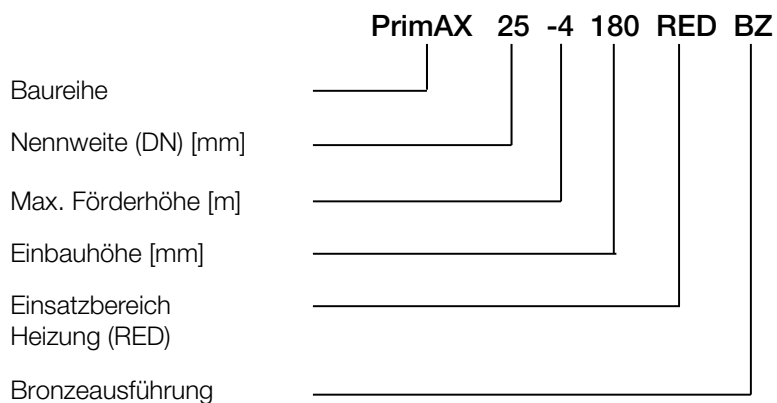 PrimAX 25 -4 180 RED BZ
Baureihe
Nennweite (DN) [mm]
Max. Förderhöhe [m]
Einbauhöhe [mm]
Einsatzbereich
Heizung (RED)
Bronzeausführung